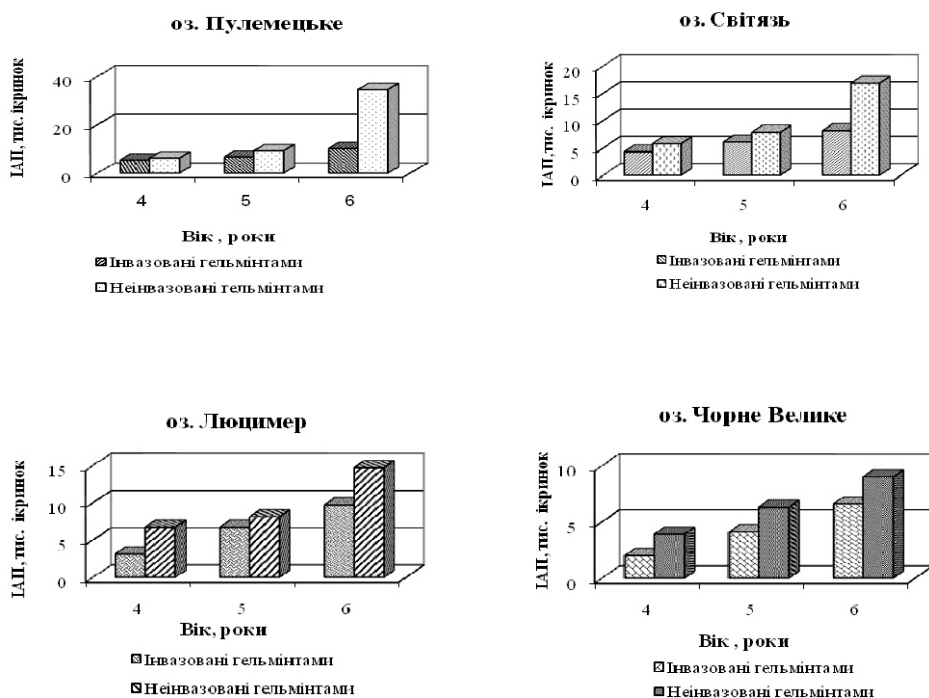 оз. Пулемецьке
ІАП, тис. ікринок
40
20
0
4 5 6
Вік , роки
Інвазовані гельмінтами
Неінвазовані гельмінтами
оз. Світязь
ІАП, тис. ікринок
20
15
10
5
0
4 5 6
Вік , роки
Інвазовані гельмінтами
Неінвазовані гельмінтами
оз. Люцимер
ІАП, тис. ікринок
15
10
5
0
4 5 6
Вік, роки
Інвазовані гельмінтами
Неінвазовані гельмінтами
оз. Чорне Велике
ІАП, тис. ікринок
10
5
0
4 5 6
Вік , роки
Інвазовані гельмінтами
Неінвазовані гельмінтами